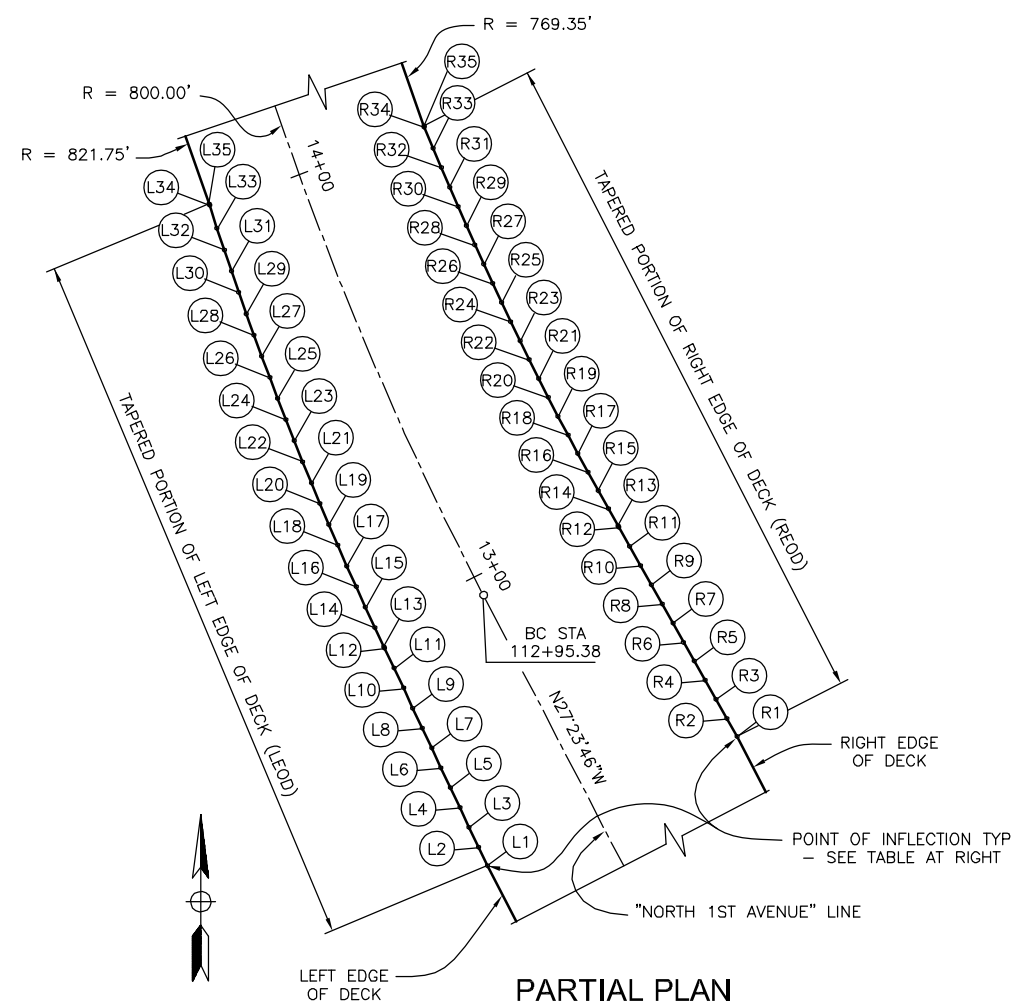 R = 769.35'
R = 800.00'
R = 821.75'
R35
R34
R33
R32
R31
R30
R29
R28
R27
R26
R25
R24
R23
R22
R21
R20
R19
R18
R17
R16
R15
R14
R13
R12
R11
R10
R9
R8
R7
R6
R5
R4
R3
R2
R1
L35
L34
L33
L32
L31
L30
L29
L28
L27
L26
L25
L24
L23
L22
L21
L20
L19
L18
L17
L16
L15
L14
L13
L12
L11
L10
L9
L8
L7
L6
L5
L4
L3
L2
L1
14+00
13+00
BC STA
112+95.38
N27°23'46"W
TAPERED PORTION OF RIGHT EDGE OF DECK (REOD)
TAPERED PORTION OF LEFT EDGE OF DECK (LEOD)
RIGHT EDGE
OF DECK
POINT OF INFLECTION TYP
- SEE TABLE AT RIGHT
"NORTH 1ST AVENUE" LINE
LEFT EDGE
OF DECK
PARTIAL PLAN